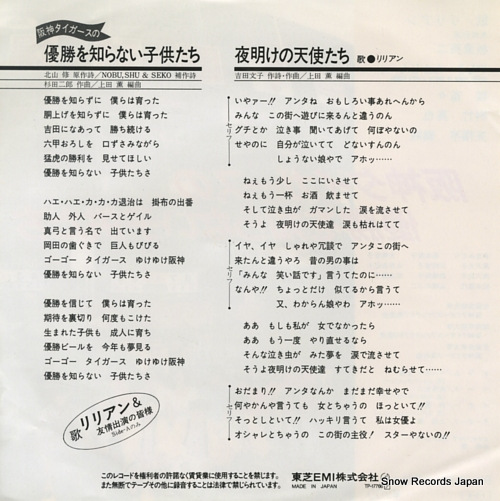 阪神タイガースの
優勝を知らない子供たち
北山 修 原作詩/NOBU,SHU & SEKO 補作詩
杉田二郎 作曲/上田 薫 編曲
優勝を知らずに 僕らは育った
胴上げを知らずに 僕らは育った
吉田になあって 勝ち続ける
六甲おろしを 口ずさみながら
猛虎の勝利を 見せてほしい
優勝を知らない 子供たちさ
ハエ・ハエ・カ・カ・カ退治は 掛布の出番
助人 外人 バースとゲイル
真弓と言う名で 出ています
岡田の歯ぐきで 巨人もびびる
ゴーゴー タイガース ゆけゆけ阪神
優勝を知らない 子供たちさ
優勝を信じて 僕らは育った
期待を裏切り 何度もこけた
生まれた子供も 成人に育ち
優勝ビールを 今年も夢見る
ゴーゴー タイガース ゆけゆけ阪神
優勝を知らない 子供たちさ
歌 リリアン&
友情出演の皆様
Side-Aのみ
夜明けの天使たち 歌●リリアン
吉田文子 作詩・作曲/上田 薫 編曲
セリフ
いやァー!! アンタね おもしろい事あれへんから
みんな この街へ遊びに来るんと違うのん
グチとか 泣き事 聞いてあげて 何ぼやないの
せやのに 自分が泣いてて どないすんのん
しょうない娘やで アホッ……
ねぇもう少し ここにいさせて
ねぇもう一杯 お酒 飲ませて
そして泣き虫が ガマンした 涙を流させて
そうよ 夜明けの天使達 涙も枯れはてて
セリフ
イヤ、イヤ しゃれや冗談で アンタこの街へ
来たんと違うやろ 昔の男の事は
「みんな 笑い話です」言うてたのに……
なんや!! ちょっとだけ 似てるから言うて
又、わからん娘やわ アホッ……
ああ もしも私が 女でなかったら
ああ もう一度 やり直せるなら
そんな泣き虫が みた夢を 涙で流させて
そうよ夜明けの天使達 すてきだと ねむらせて……
セリフ
おだまり!! アンタなんか まだまだ幸せやで
何やかんや言うても 女とちゃうの ほっといて!!
そっとしといて!! ハッキリ言うて 私は女優よ
オシャレとちゃうの この街の主役! スターやないの!!
このレコードを権利者の許諾なく賃貸業に使用することを禁じます。
また無断でテープその他に録音することは法律で禁じられています。
東芝EMI株式会社
MADE IN JAPAN
Snow Records Japan